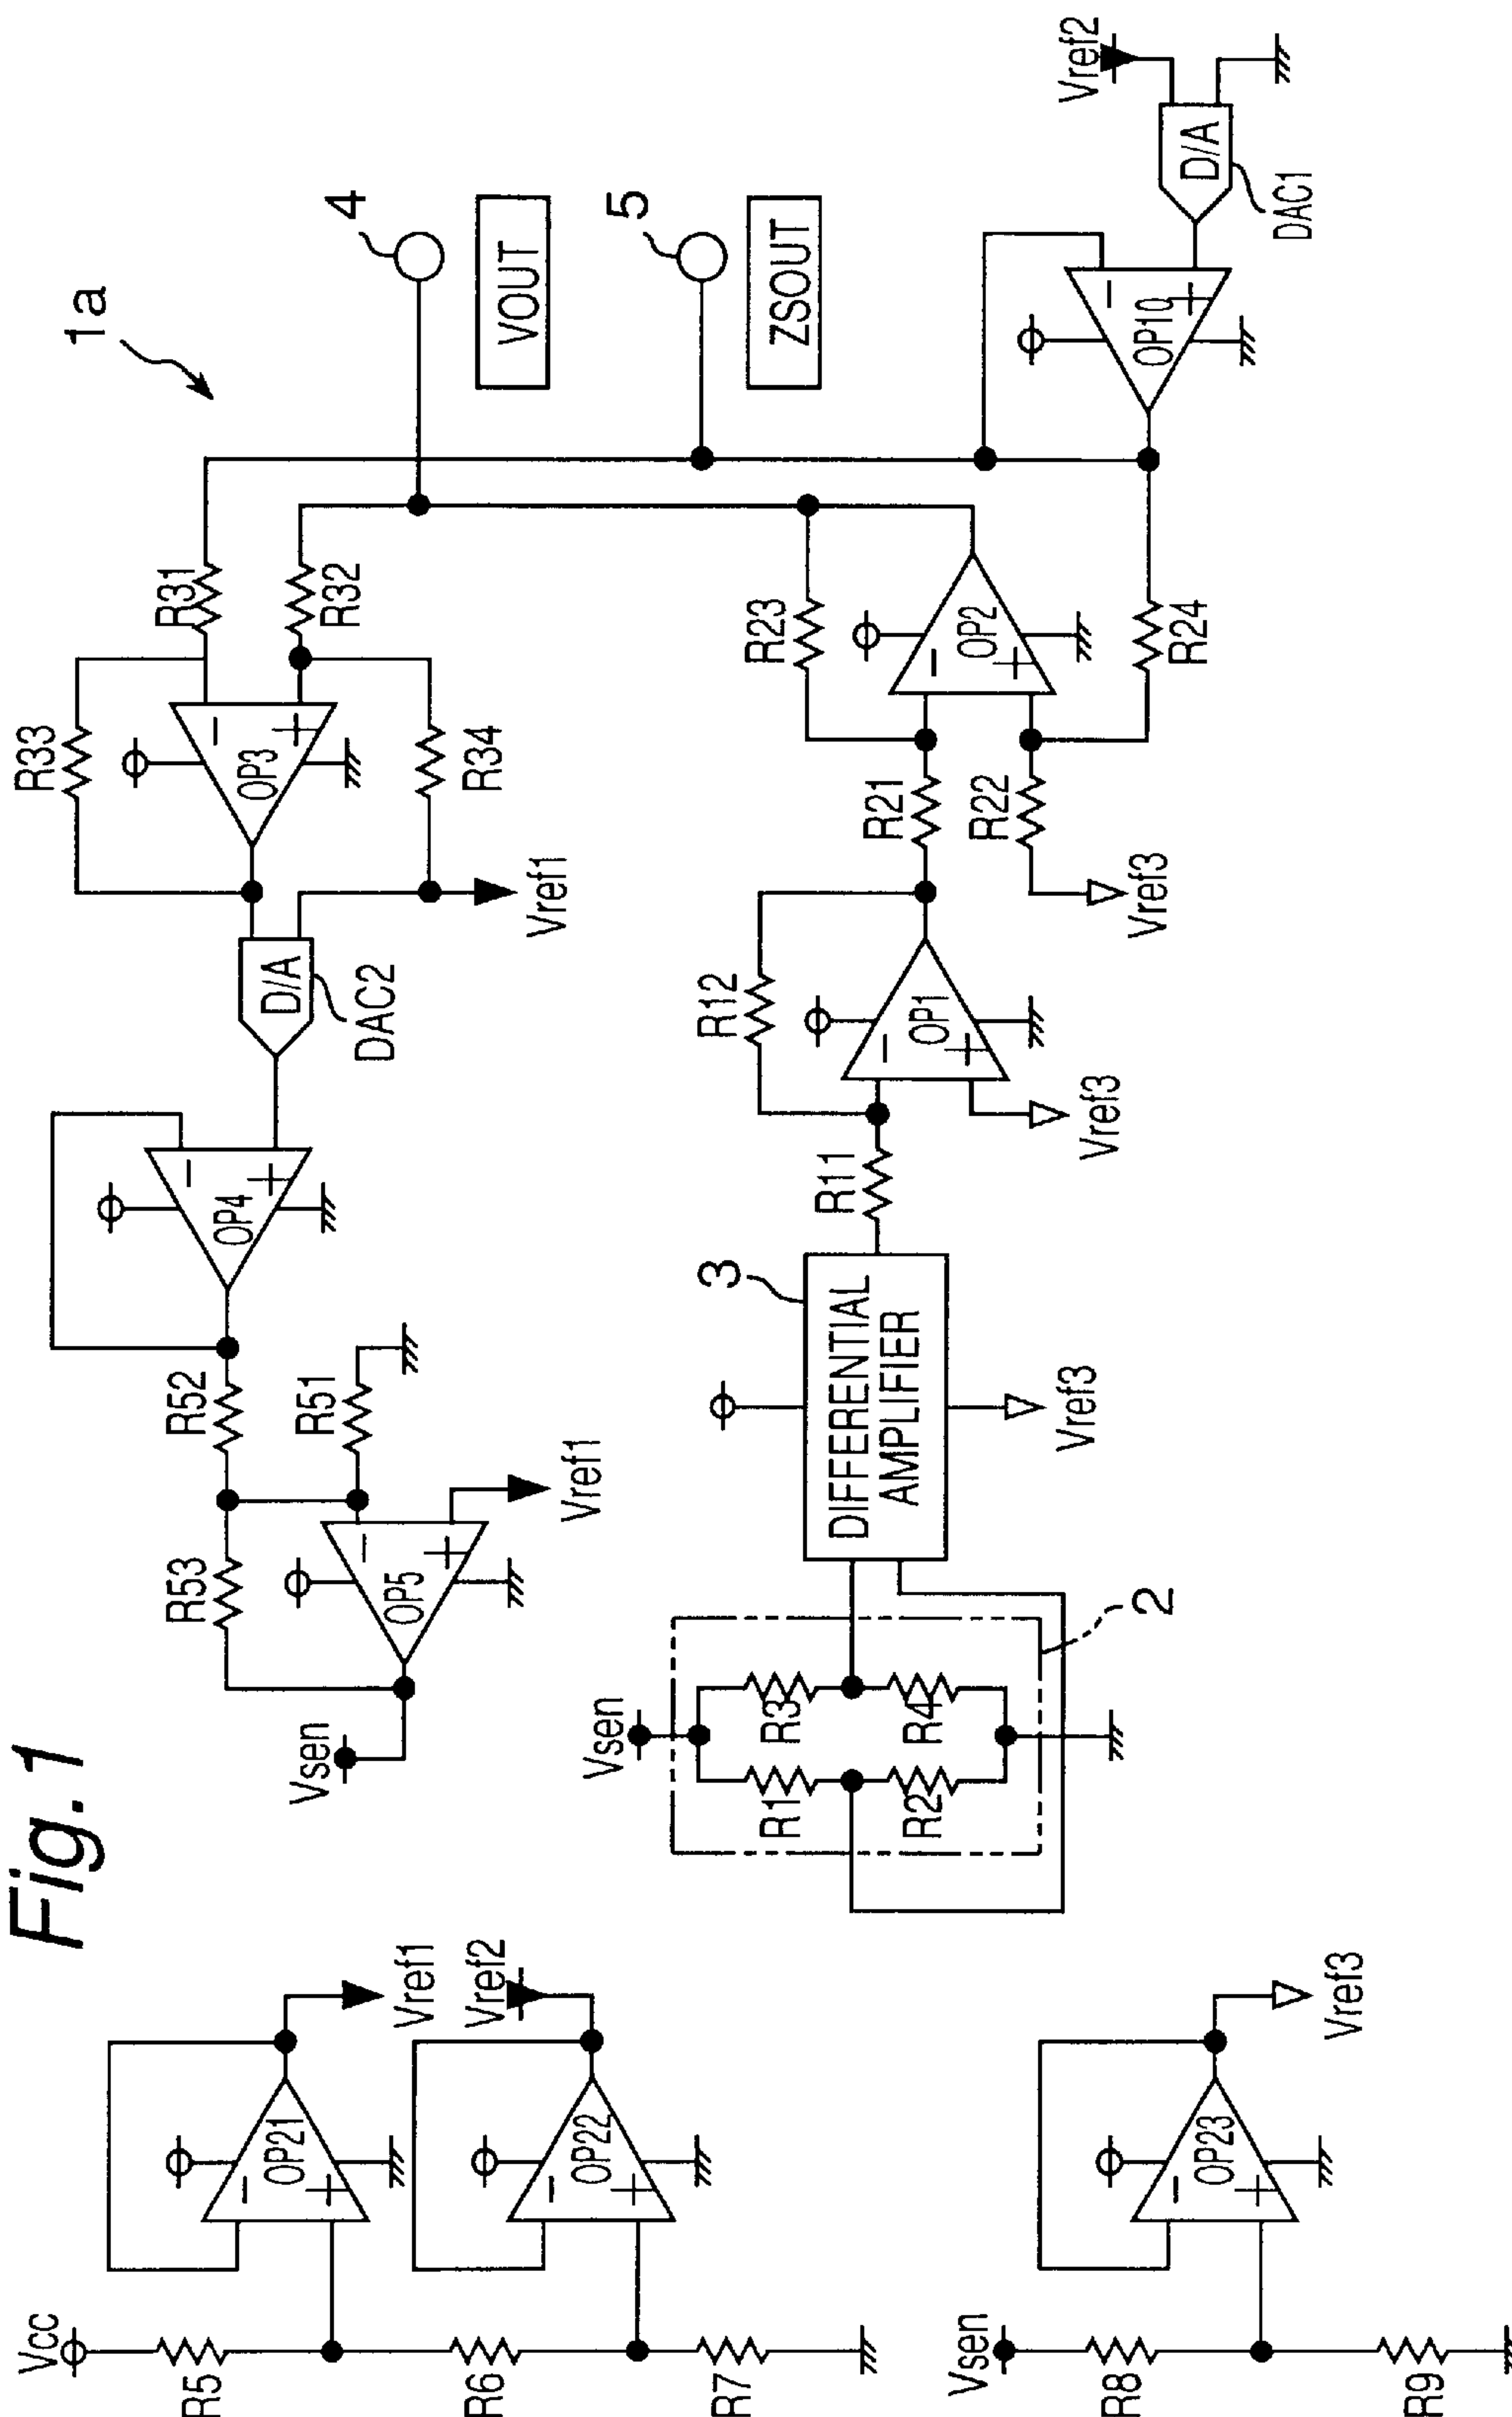 Fig. 1
1a
Vcc
R5
R6
R7
OP21
−
+
Vref1
OP22
−
+
Vref2
Vsen
R8
R9
OP23
−
+
Vref3
Vsen
R53
R52
R51
OP5
−
+
Vref1
OP4
−
+
D/A
DAC2
R33
OP3
−
+
R34
Vref1
R31
R32
4
VOUT
5
ZSOUT
Vsen
R1
R3
R2
R4
2
3
DIFFERENTIAL
AMPLIFIER
Vref3
R11
R12
OP1
−
+
Vref3
R21
R22
Vref3
R23
OP2
−
+
R24
OP10
−
+
D/A
DAC1
Vref2